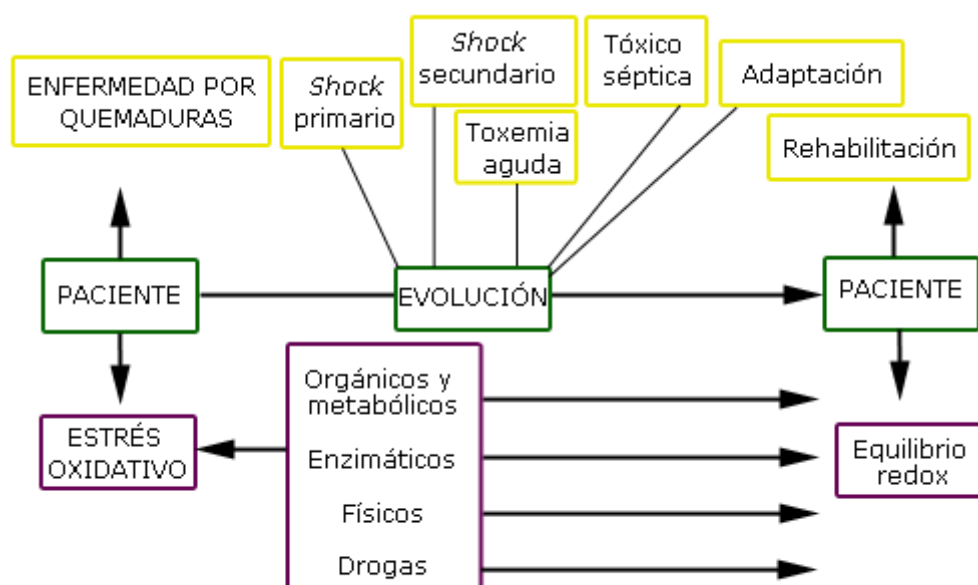 ENFERMEDAD POR
QUEMADURAS
Shock
primario
Shock
secundario
Toxemia
aguda
Tóxico
séptica
Adaptación
Rehabilitación
PACIENTE
EVOLUCIÓN
PACIENTE
ESTRÉS
OXIDATIVO
Orgánicos y
metabólicos
Enzimáticos
Físicos
Drogas
Equilibrio
redox